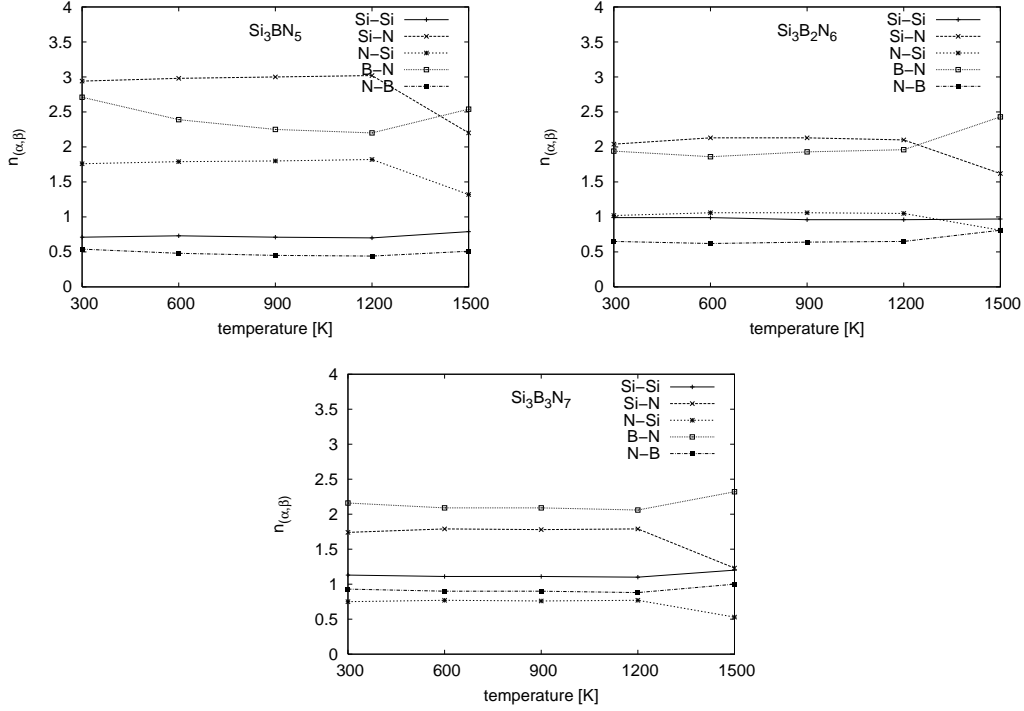 Si3BN5
Si–Si
Si–N
N–Si
B–N
N–B
4
3.5
3
2.5
2
1.5
1
0.5
0
n(α,β)
300 600 900 1200 1500
temperature [K]
Si3B2N6
Si–Si
Si–N
N–Si
B–N
N–B
4
3.5
3
2.5
2
1.5
1
0.5
0
n(α,β)
300 600 900 1200 1500
temperature [K]
Si3B3N7
Si–Si
Si–N
N–Si
B–N
N–B
4
3.5
3
2.5
2
1.5
1
0.5
0
n(α,β)
300 600 900 1200 1500
temperature [K]